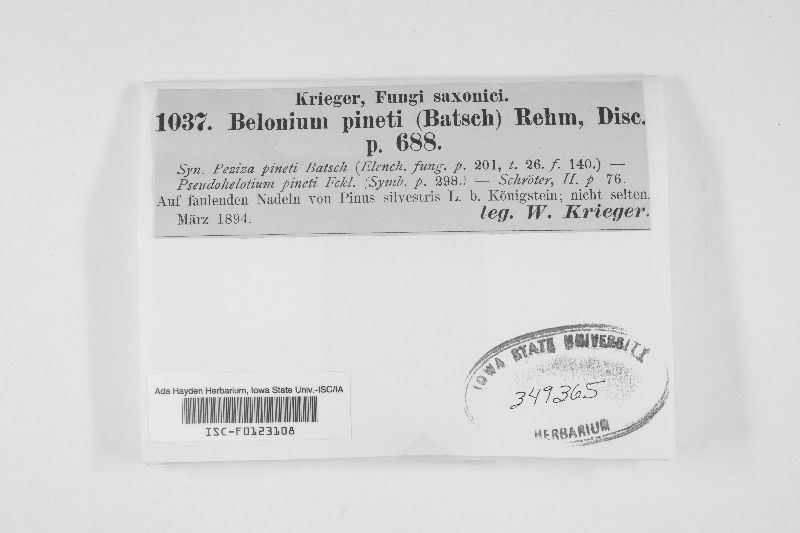 Krieger, Fungi saxonici.
1037. Belonium pineti (Batsch) Rehm, Disc.
p. 688.
Syn. Peziza pineti Batsch (Elench. fung. p. 201, t. 26. f. 140.) —
Pseudohelotium pineti Fckl. (Symb. p. 298.) — Schröter, II. p 76.
Auf faulenden Nadeln von Pinus silvestris L. b. Königstein; nicht selten.
März 1894. leg. W. Krieger.
IOWA STATE UNIVERSITY
349365
HERBARIUM
Ada Hayden Herbarium, Iowa State Univ.-ISC/IA
ISC-F0123108